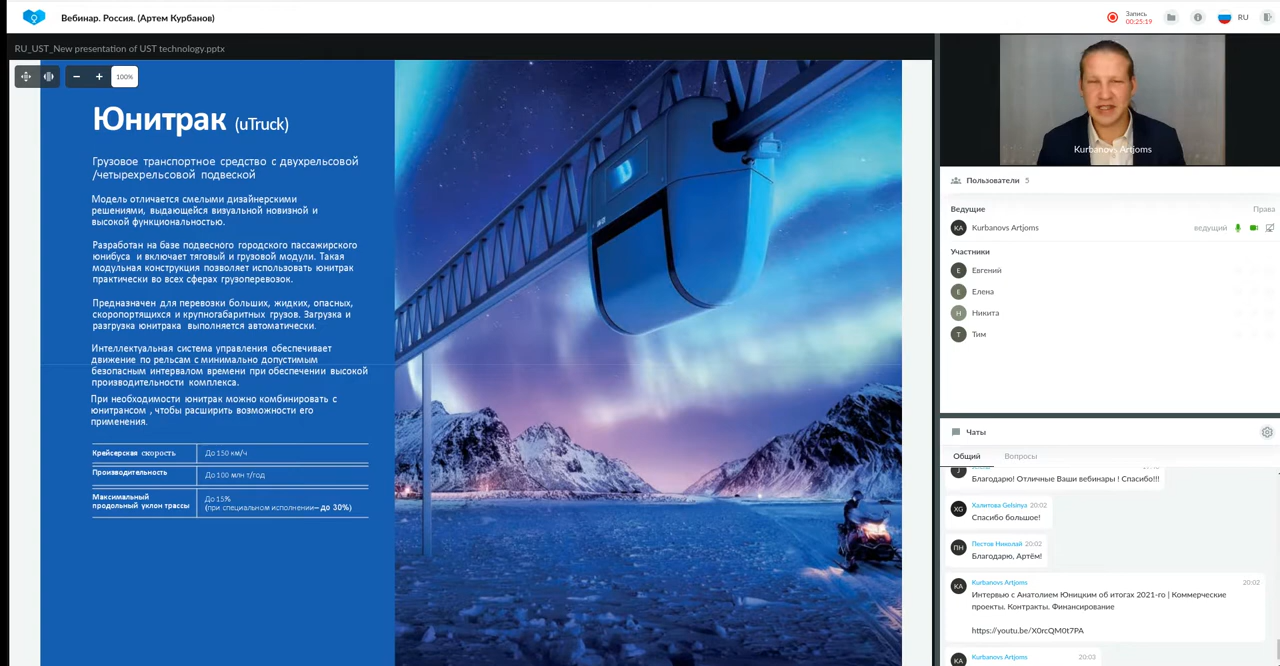 Вебинар. Россия. (Артем Курбанов)
Запись
00:25:19
RU
RU_UST_New presentation of UST technology.pptx
100%
Юнитрак (uTruck)
Грузовое транспортное средство с двухрельсовой
/четырехрельсовой подвеской
Модель отличается смелыми дизайнерскими
решениями, выдающейся визуальной новизной и
высокой функциональностью.
Разработан на базе подвесного городского пассажирского
юнибуса и включает тяговый и грузовой модули. Такая
модульная конструкция позволяет использовать юнитрак
практически во всех сферах грузоперевозок.
Предназначен для перевозки больших, жидких, опасных,
скоропортящихся и крупногабаритных грузов. Загрузка и
разгрузка юнитрака выполняется автоматически.
Интеллектуальная система управления обеспечивает
движение по рельсам с минимально допустимым
безопасным интервалом времени при обеспечении высокой
производительности комплекса.
При необходимости юнитрак можно комбинировать с
юнитрансом , чтобы расширить возможности его
применения.
Крейсерская скорость До 150 км/ч
Производительность До 100 млн т/год
Максимальный
продольный уклон трассы
До 15%
(при специальном исполнении— до 30%)
Kurbanovs Artjoms
Пользователи 5
Ведущие Права
KA Kurbanovs Artjoms ведущий
Участники
Е Евгений
Е Елена
Н Никита
Т Тим
Чаты
Общий Вопросы
Благодарю! Отличные Ваши вебинары ! Спасибо!!!
XG Халитова Gelsinya 20:02
Спасибо большое!
ПН Пестов Николай 20:02
Благодарю, Артём!
KA Kurbanovs Artjoms 20:02
Интервью с Анатолием Юницким об итогах 2021-го | Коммерческие
проекты. Контракты. Финансирование
https://youtu.be/X0rcQM0t7PA
KA Kurbanovs Artjoms 20:03